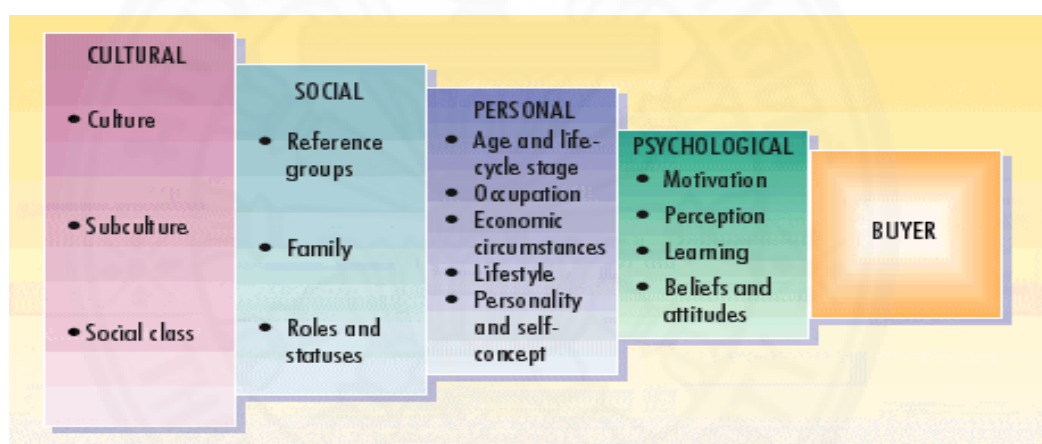 CULTURAL
• Culture
• Subculture
• Social class
SOCIAL
• Reference
groups
• Family
• Roles and
statuses
PERSONAL
• Age and life-
cycle stage
• Occupation
• Economic
circumstances
• Lifestyle
• Personality
and self-
concept
PSYCHOLOGICAL
• Motivation
• Perception
• Learning
• Beliefs and
attitudes
BUYER